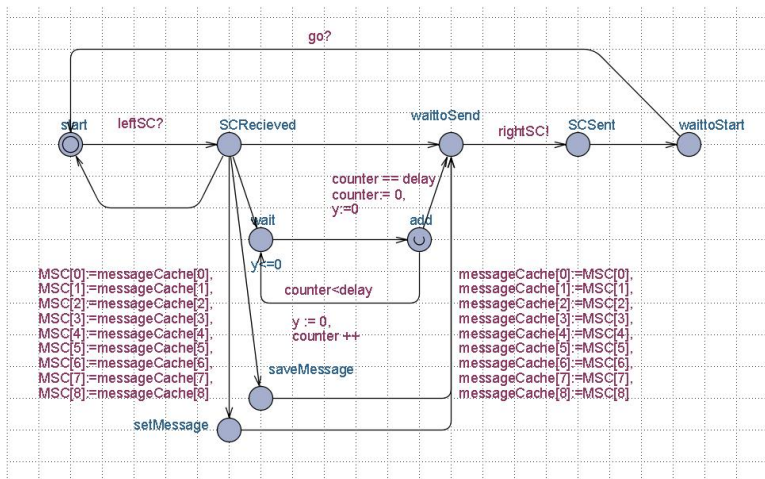 go?
start
leftSC?
SCRecieved
waittoSend
rightSC!
SCSent
waittoStart
counter == delay
counter:= 0,
y:=0
wait
add
y<=0
counter<delay
y := 0,
counter ++
MSC[0]:=messageCache[0],
MSC[1]:=messageCache[1],
MSC[2]:=messageCache[2],
MSC[3]:=messageCache[3],
MSC[4]:=messageCache[4],
MSC[5]:=messageCache[5],
MSC[6]:=messageCache[6],
MSC[7]:=messageCache[7],
MSC[8]:=messageCache[8]
messageCache[0]:=MSC[0],
messageCache[1]:=MSC[1],
messageCache[2]:=MSC[2],
messageCache[3]:=MSC[3],
messageCache[4]:=MSC[4],
messageCache[5]:=MSC[5],
messageCache[6]:=MSC[6],
messageCache[7]:=MSC[7],
messageCache[8]:=MSC[8]
saveMessage
setMessage